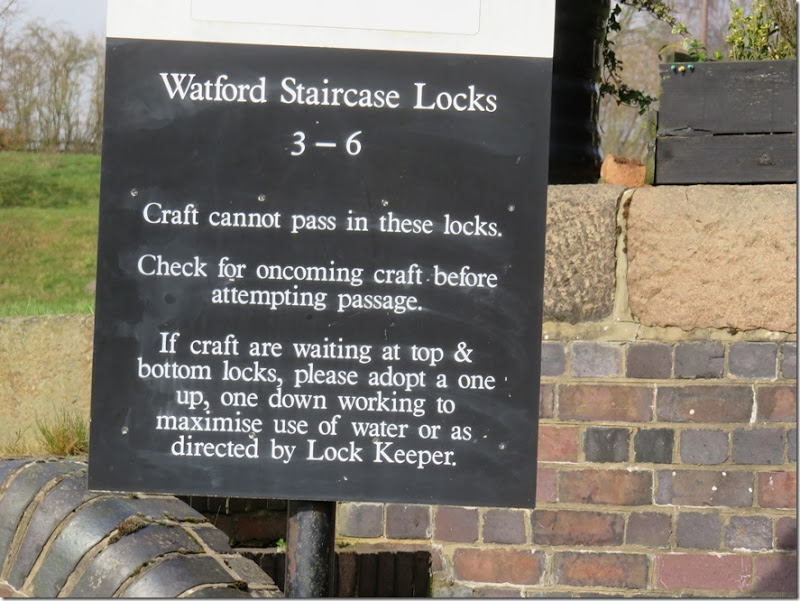 Watford Staircase Locks
3 – 6
Craft cannot pass in these locks.
Check for oncoming craft before
attempting passage.
If craft are waiting at top &
bottom locks, please adopt a one
up, one down working to
maximise use of water or as
directed by Lock Keeper.